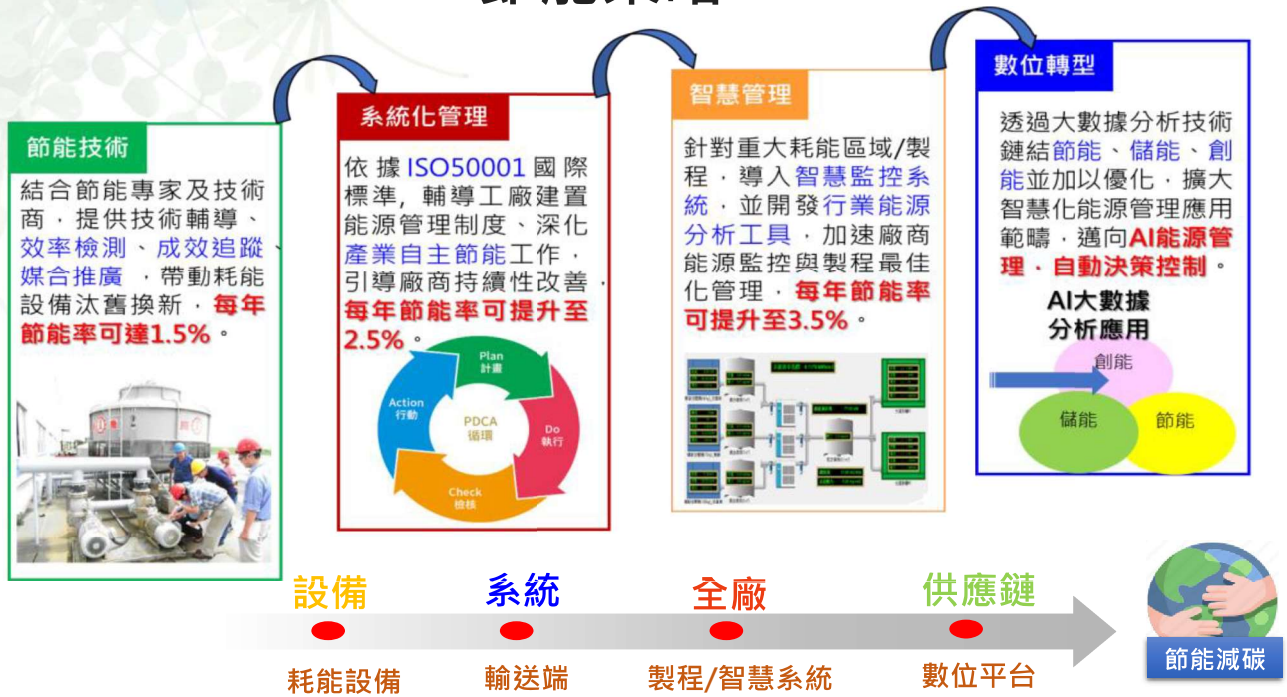 節能技術
結合節能專家及技術
商，提供技術輔導、
效率檢測、成效追蹤、
媒合推廣，帶動耗能
設備汰舊換新，每年
節能率可達1.5%。
系統化管理
依據ISO50001國際
標準, 輔導工廠建置
能源管理制度、深化
產業自主節能工作，
引導廠商持續性改善，
每年節能率可提升至
2.5%。
Plan
計畫
Do
執行
Check
檢核
Action
行動
PDCA
循環
智慧管理
針對重大耗能區域/製
程，導入智慧監控系
統，並開發行業能源
分析工具，加速廠商
能源監控與製程最佳
化管理，每年節能率
可提升至3.5%。
數位轉型
透過大數據分析技術
鏈結節能、儲能、創
能並加以優化，擴大
智慧化能源管理應用
範疇，邁向AI能源管
理，自動決策控制。
AI大數據
分析應用
創能
儲能
節能
設備
系統
全廠
供應鏈
耗能設備
輸送端
製程/智慧系統
數位平台
節能減碳